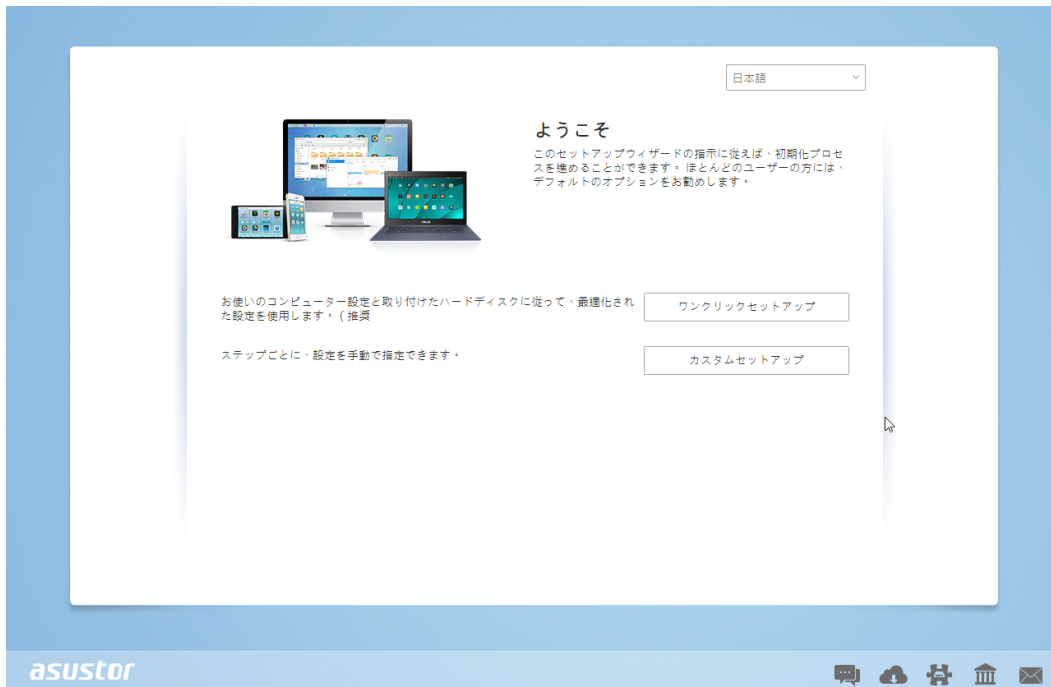 日本語
ようこそ
このセットアップウィザードの指示に従えば、初期化プロセ
スを進めることができます。ほとんどのユーザーの方には、
デフォルトのオプションをお勧めします。
お使いのコンピューター設定と取り付けたハードディスクに従って、最適化され
た設定を使用します。(推奨
ワンクリックセットアップ
ステップごとに、設定を手動で指定できます。
カスタムセットアップ
asustor